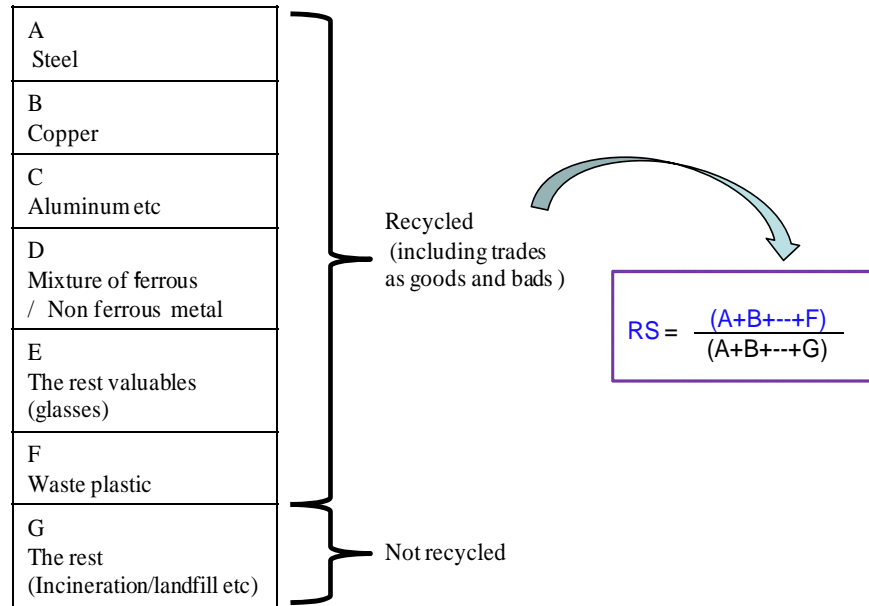 A
Steel
B
Copper
C
Aluminum etc
D
Mixture of ferrous
/ Non ferrous metal
E
The rest valuables
(glasses)
F
Waste plastic
G
The rest
(Incineration/landfill etc)
Recycled
(including trades
as goods and bads )
Not recycled
RS = (A+B+---+F)
(A+B+---+G)